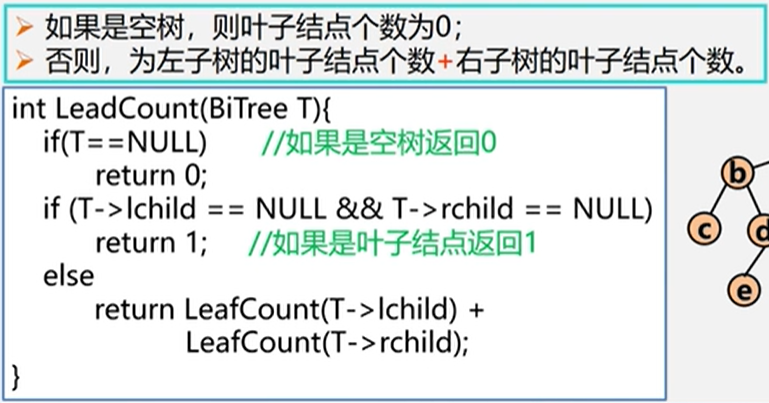 ➢ 如果是空树，则叶子结点个数为0；
➢ 否则，为左子树的叶子结点个数+右子树的叶子结点个数。
int LeadCount(BiTree T){
if(T==NULL) //如果是空树返回0
return 0;
if (T->lchild == NULL && T->rchild == NULL)
return 1; //如果是叶子结点返回1
else
return LeafCount(T->lchild) +
LeafCount(T->rchild);
}
b
c d
e